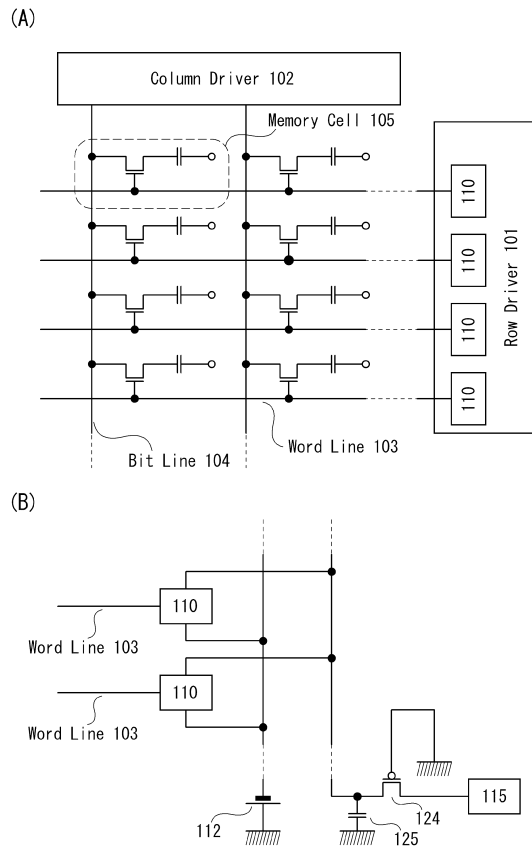 (A)
Column Driver 102
Memory Cell 105
110
110
110
110
Row Driver 101
Word Line 103
Bit Line 104
(B)
110
Word Line 103
110
Word Line 103
112
125
124
115